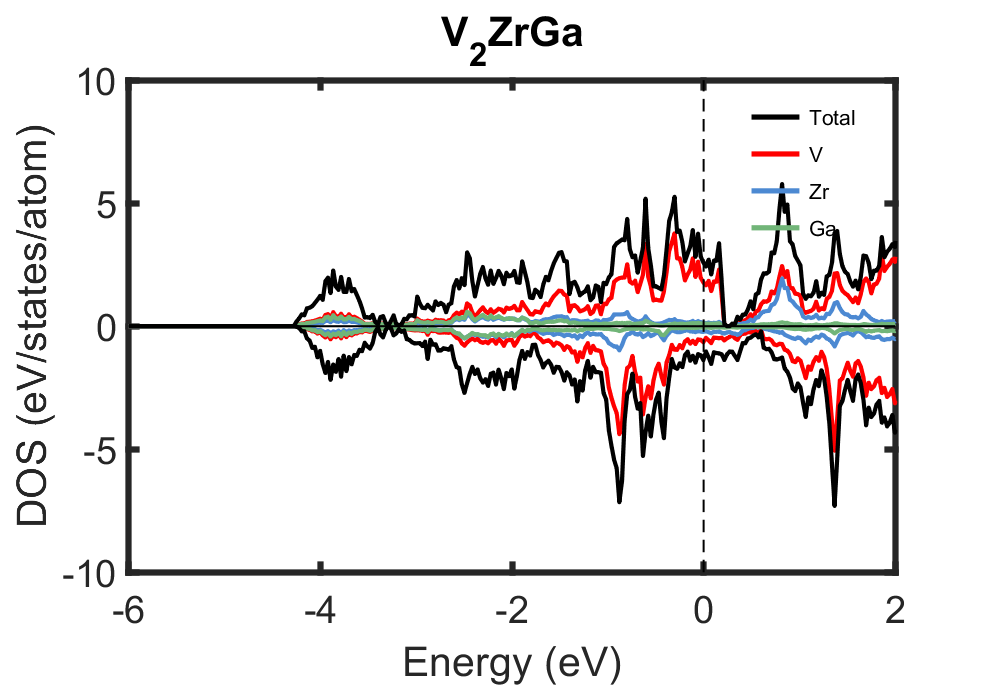 V₂ZrGa
DOS (eV/states/atom)
10
5
0
-5
-10
Total
V
Zr
Ga
-6 -4 -2 0 2
Energy (eV)